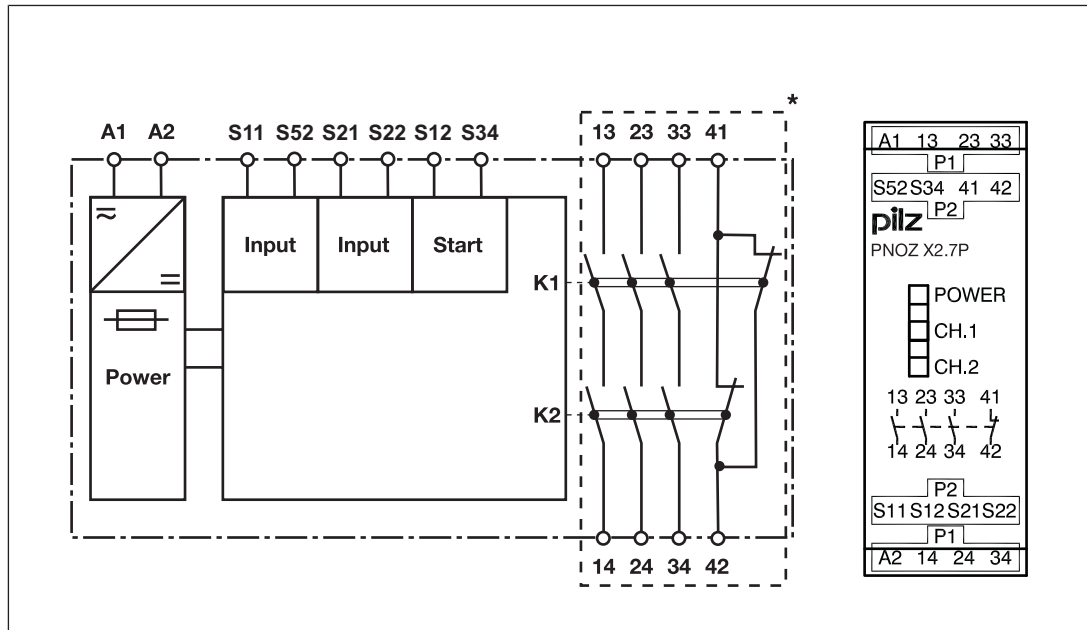 *
A1 A2 S11 S52 S21 S22 S12 S34 13 23 33 41
Input Input Start
K1
Power
K2
14 24 34 42
A1 13 23 33
P1
S52 S34 41 42
P2
pilz
PNOZ X2.7P
POWER
CH.1
CH.2
13 23 33 41
14 24 34 42
P2
S11 S12 S21 S22
P1
A2 14 24 34